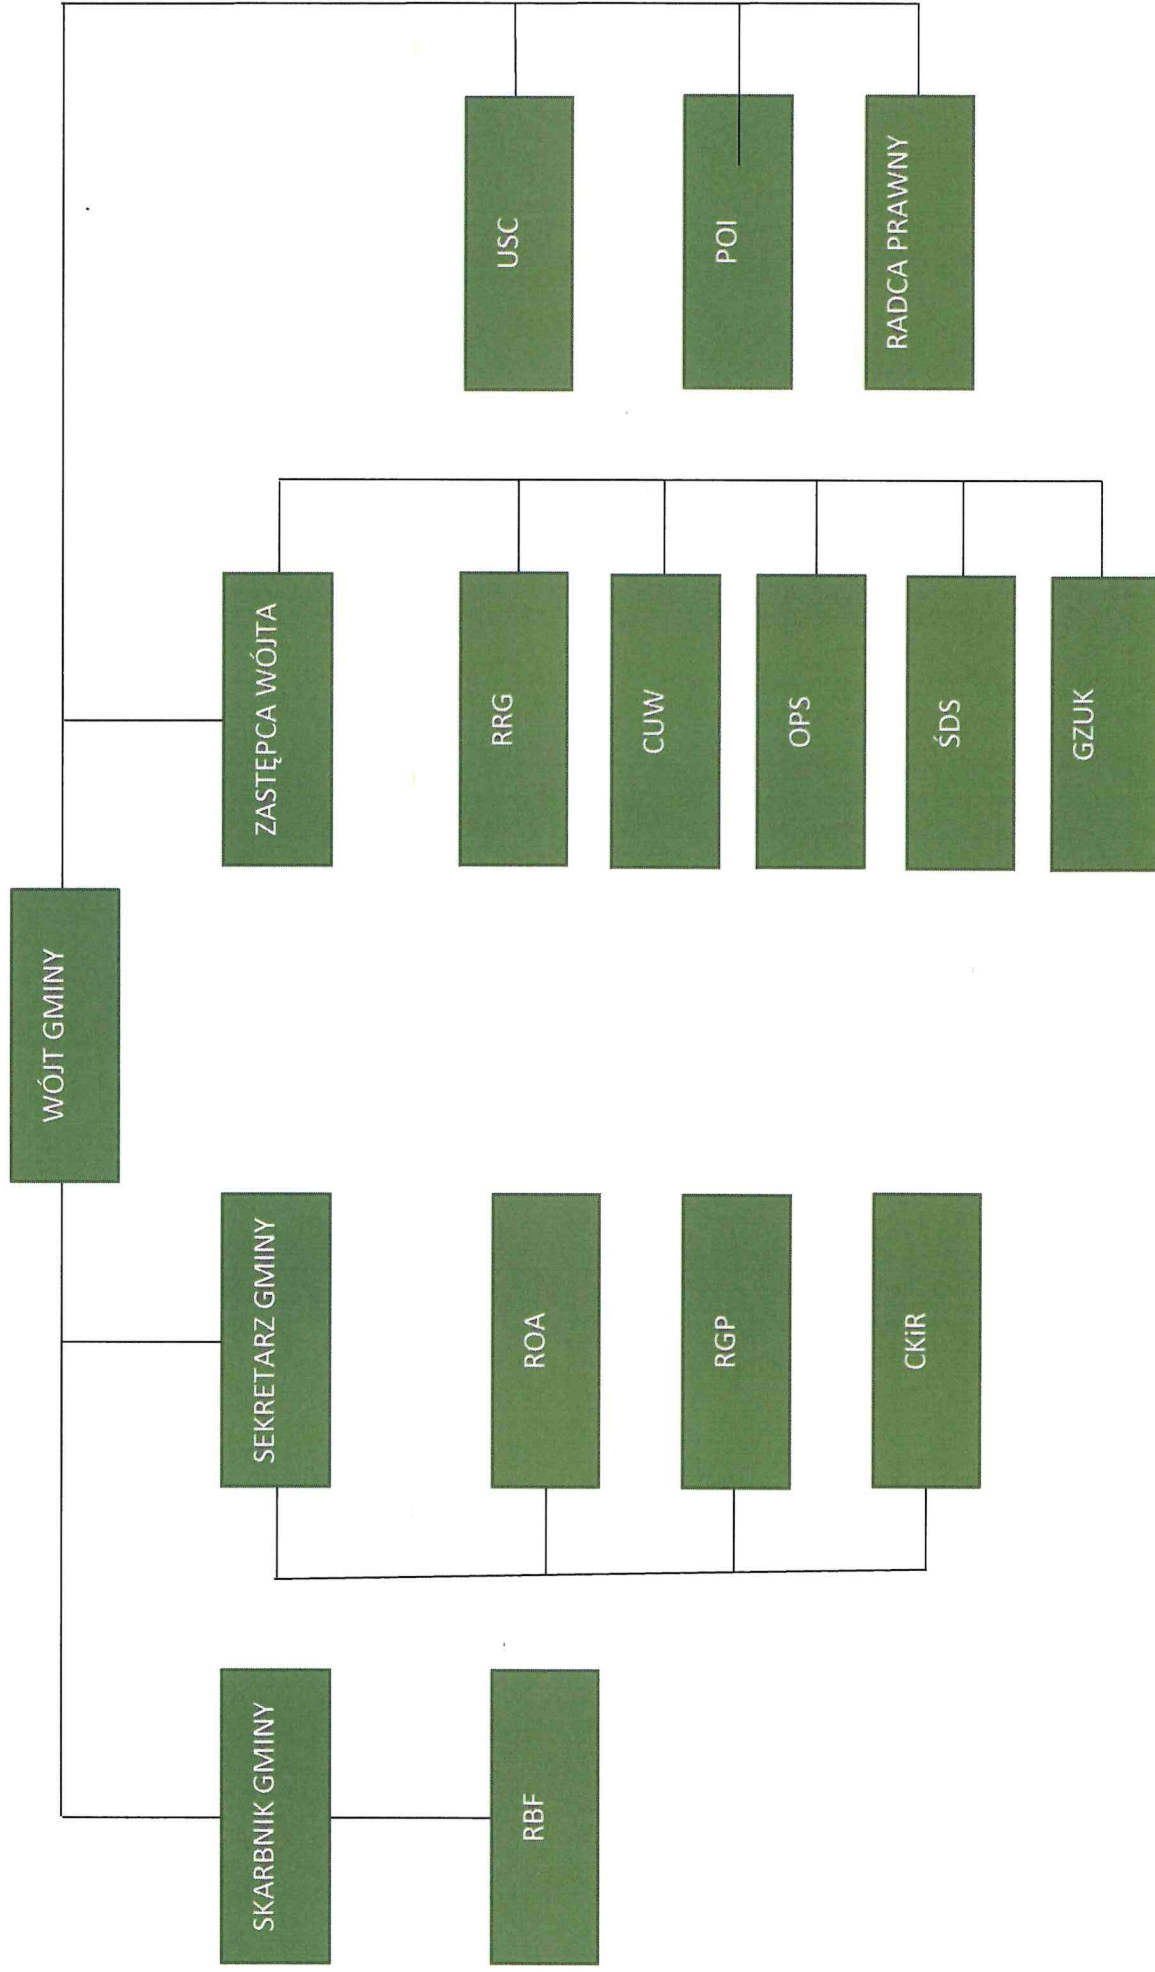 WÓJT GMINY
SKARBNIK GMINY
SEKRETARZ GMINY
ZASTĘPCA WÓJTA
RBF
ROA
RGP
CKiR
RRG
CUW
OPS
ŚDS
GZUK
USC
POI
RADCA PRAWNY